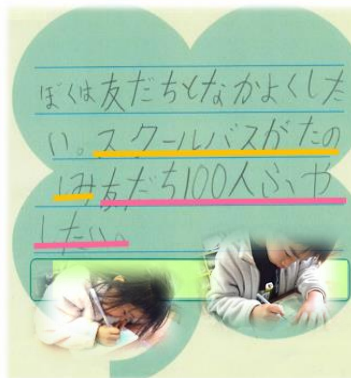 ぼくは友だちとなかよくした
い。スクールバスがたの
しみ友だち100人ふや
したい。